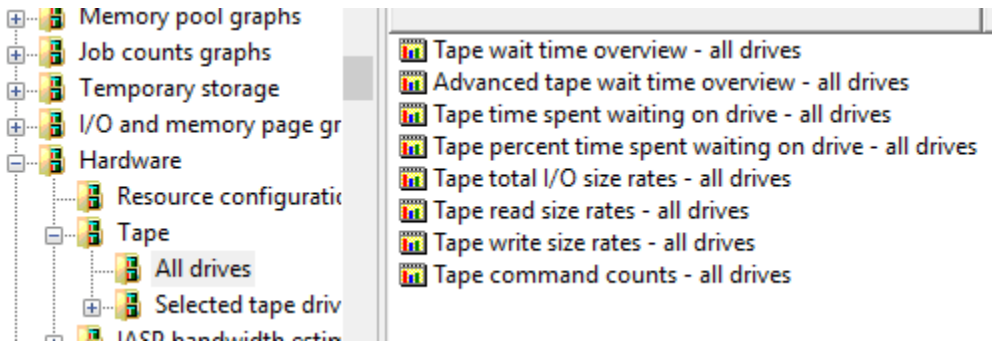 Memory pool graphs
Job counts graphs
Temporary storage
I/O and memory page gr
Hardware
Resource configuratic
Tape
All drives
Selected tape driv
Tape wait time overview - all drives
Advanced tape wait time overview - all drives
Tape time spent waiting on drive - all drives
Tape percent time spent waiting on drive - all drives
Tape total I/O size rates - all drives
Tape read size rates - all drives
Tape write size rates - all drives
Tape command counts - all drives